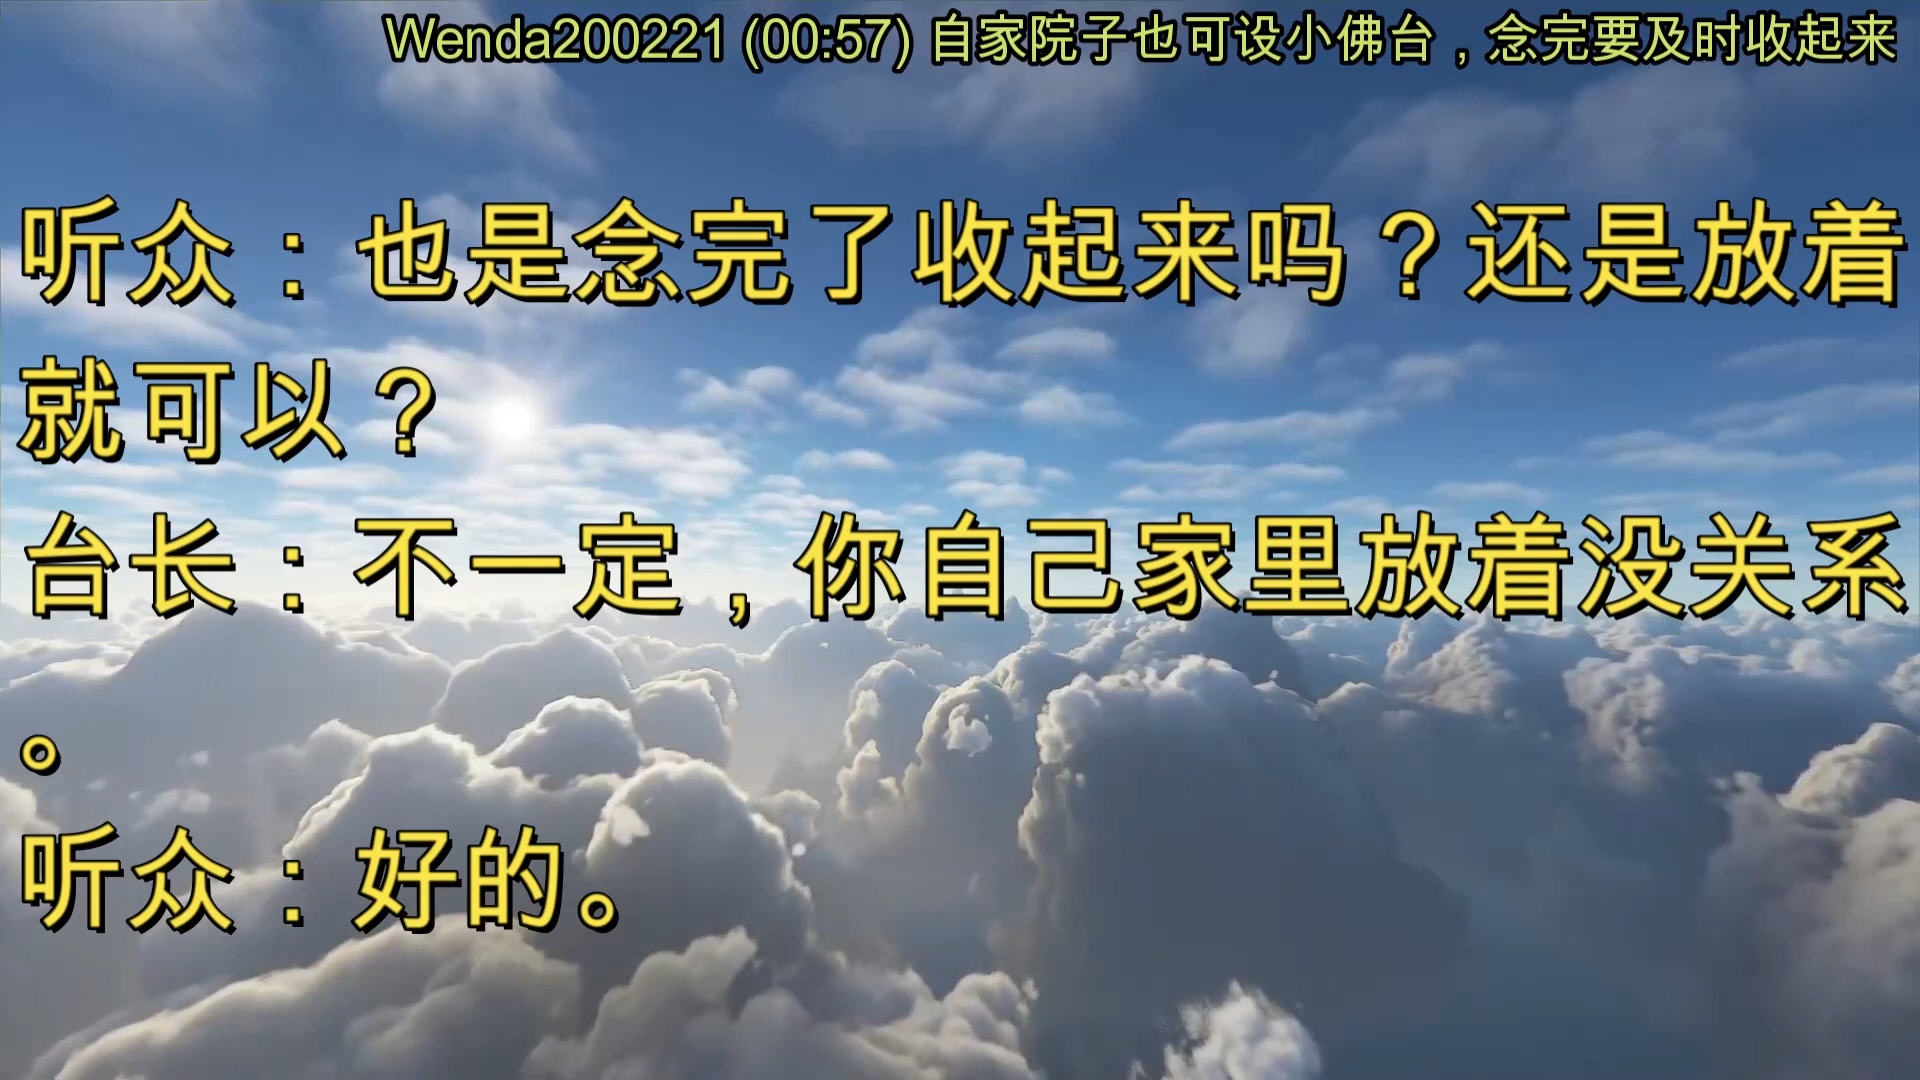 Wenda200221 (00:57) 自家院子也可设小佛台，念完要及时收起来
听众：也是念完了收起来吗？还是放着
就可以？
台长：不一定，你自己家里放着没关系
。
听众：好的。